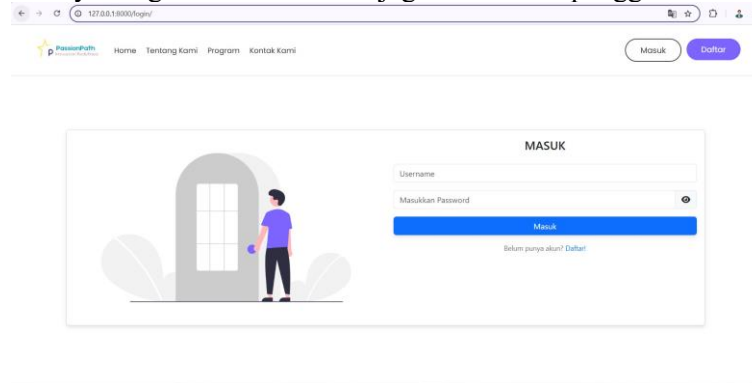 127.0.0.1:8000/login/
PassionPath
Home Tentang Kami Program Kontak Kami
Masuk Daftar
MASUK
Username
Masukkan Password
Masuk
Belum punya akun? Daftar!